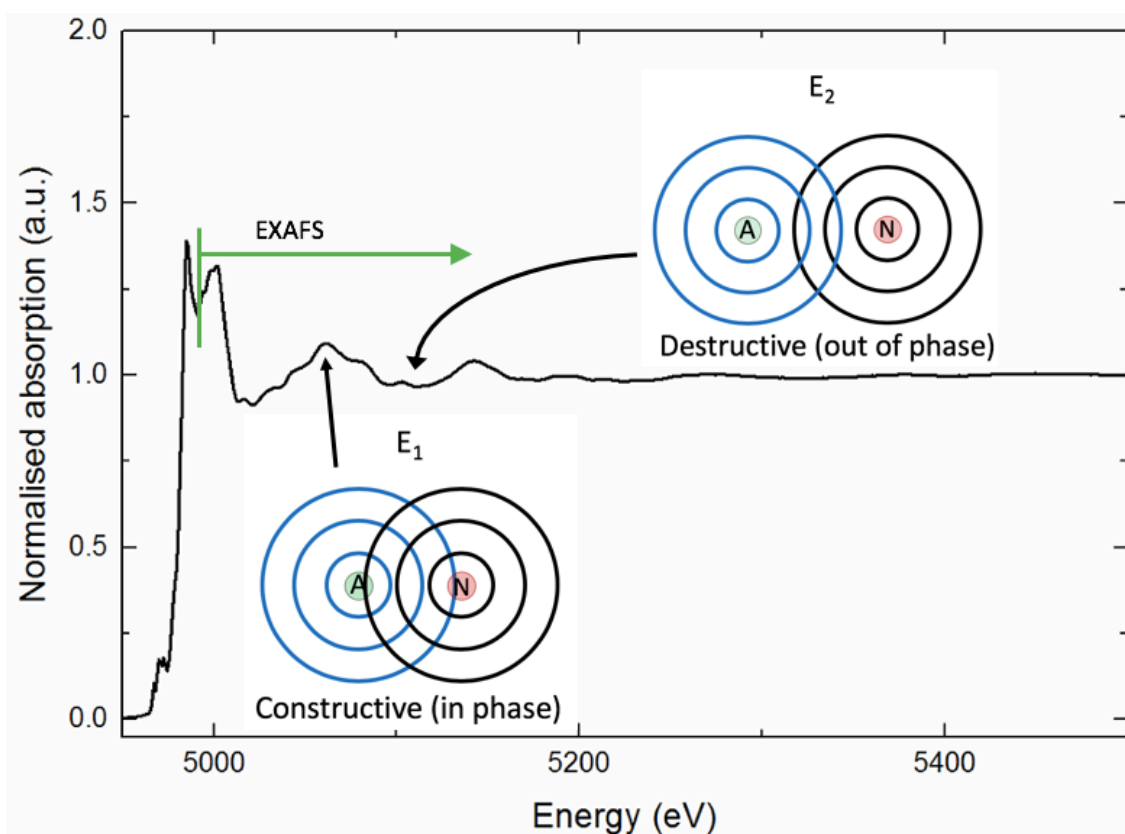 2.0
E₂
A N
Destructive (out of phase)
1.5
EXAFS
1.0
E₁
A N
Constructive (in phase)
0.5
0.0
Normalised absorption (a.u.)
5000 5200 5400
Energy (eV)